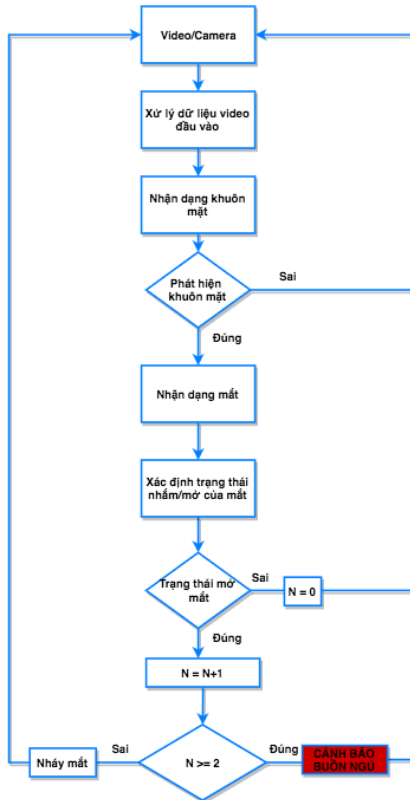 Video/Camera
Xử lý dữ liệu video
đầu vào
Nhận dạng khuôn
mặt
Phát hiện
khuôn mặt
Sai
Đúng
Nhận dạng mắt
Xác định trạng thái
nhắm/mở của mắt
Trạng thái mở
mắt
Sai
N = 0
Đúng
N = N+1
N >= 2
Sai
Nháy mắt
Đúng
CẢNH BÁO
BUỒN NGỦ